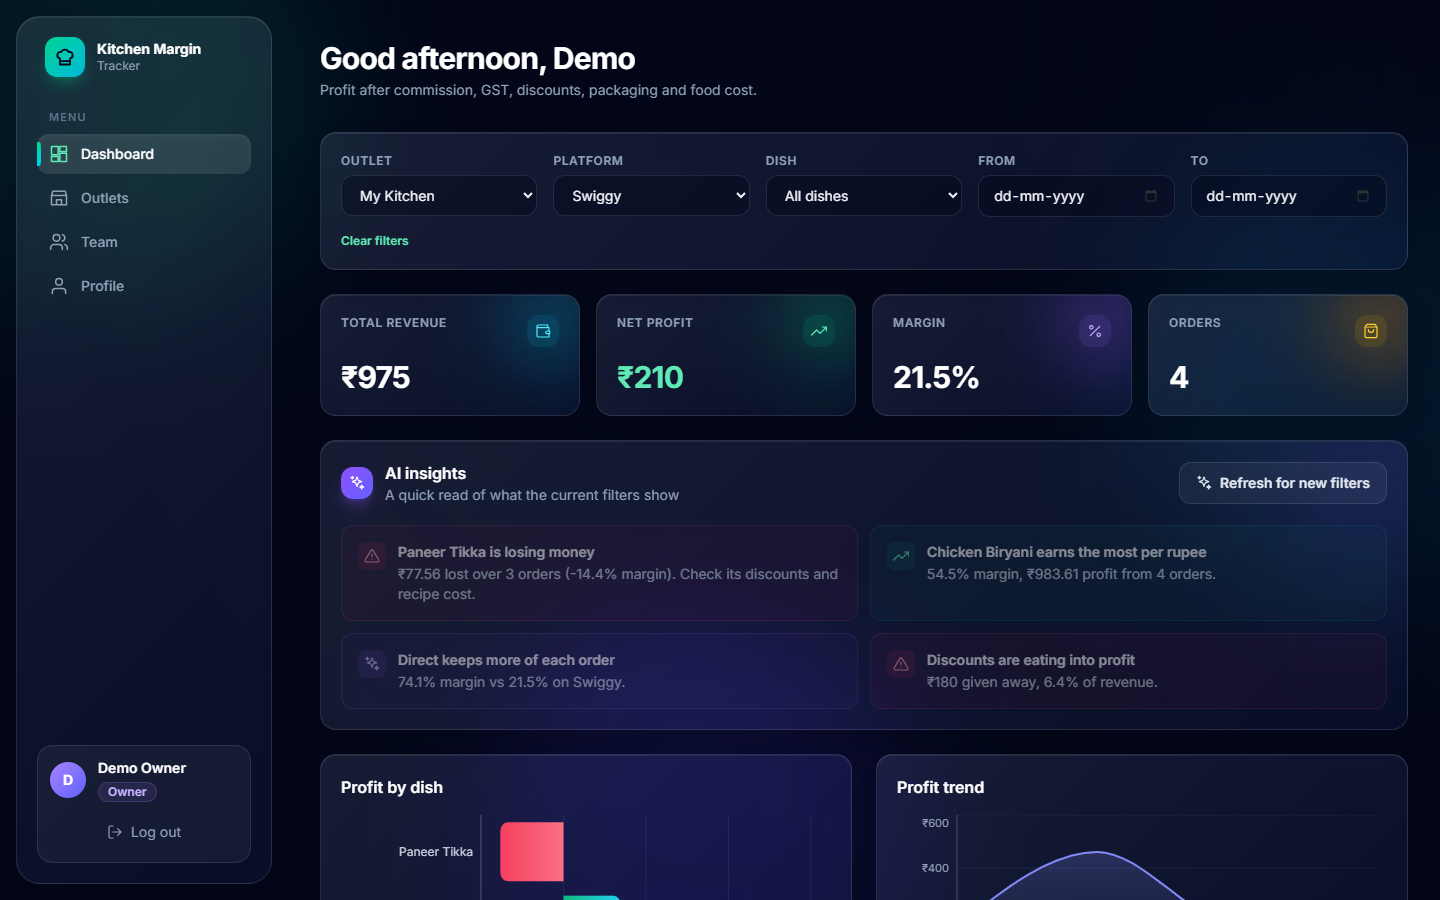 Kitchen Margin
Tracker
MENU
Dashboard
Outlets
Team
Profile
Demo Owner
D
Owner
Log out
Good afternoon, Demo
Profit after commission, GST, discounts, packaging and food cost.
OUTLET
PLATFORM
DISH
FROM
TO
My Kitchen
Swiggy
All dishes
dd-mm-yyyy
dd-mm-yyyy
Clear filters
TOTAL REVENUE
₹975
NET PROFIT
₹210
MARGIN
21.5%
ORDERS
4
AI insights
A quick read of what the current filters show
Refresh for new filters
Paneer Tikka is losing money
₹77.56 lost over 3 orders (-14.4% margin). Check its discounts and
recipe cost.
Chicken Biryani earns the most per rupee
54.5% margin, ₹983.61 profit from 4 orders.
Direct keeps more of each order
74.1% margin vs 21.5% on Swiggy.
Discounts are eating into profit
₹180 given away, 6.4% of revenue.
Profit by dish
Paneer Tikka
Profit trend
₹600
₹400